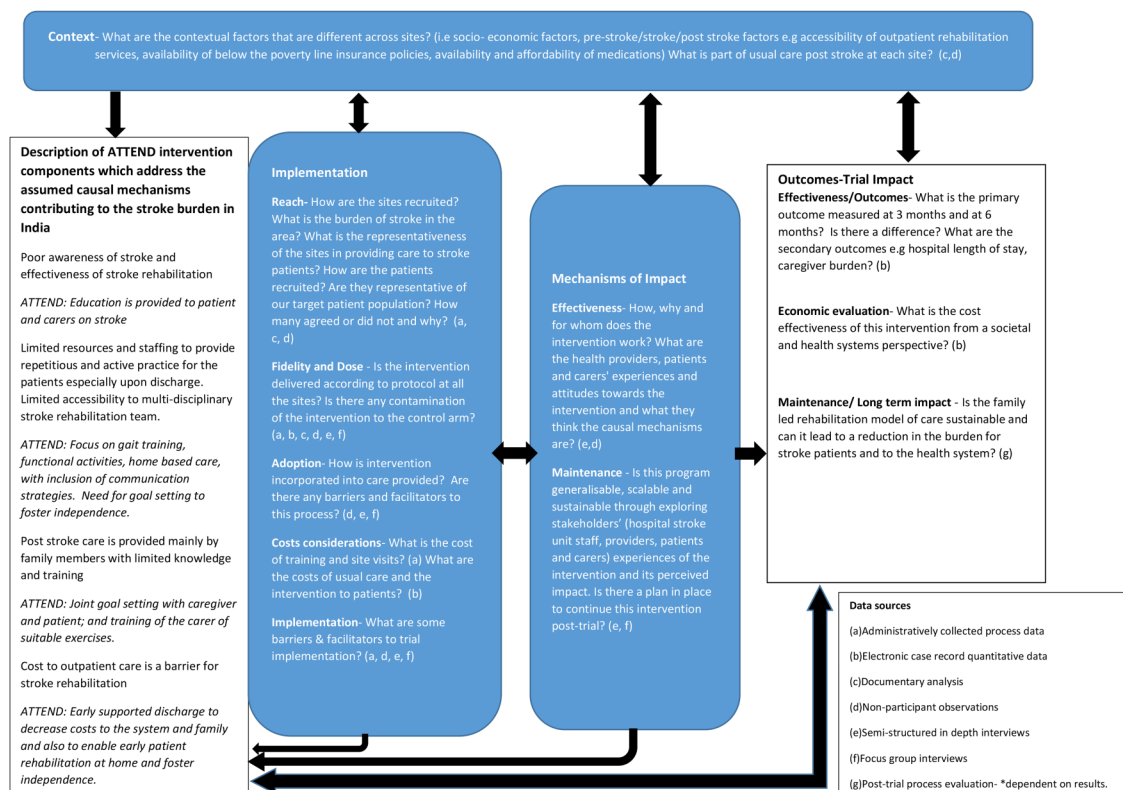 Context- What are the contextual factors that are different across sites? (i.e socio- economic factors, pre-stroke/stroke/post stroke factors e.g accessibility of outpatient rehabilitation
services, availability of below the poverty line insurance policies, availability and affordability of medications) What is part of usual care post stroke at each site? (c,d)
Description of ATTEND intervention
components which address the
assumed causal mechanisms
contributing to the stroke burden in
India
Poor awareness of stroke and
effectiveness of stroke rehabilitation
ATTEND: Education is provided to patient
and carers on stroke
Limited resources and staffing to provide
repetitious and active practice for the
patients especially upon discharge.
Limited accessibility to multi-disciplinary
stroke rehabilitation team.
ATTEND: Focus on gait training,
functional activities, home based care,
with inclusion of communication
strategies. Need for goal setting to
foster independence.
Post stroke care is provided mainly by
family members with limited knowledge
and training
ATTEND: Joint goal setting with caregiver
and patient; and training of the carer of
suitable exercises.
Cost to outpatient care is a barrier for
stroke rehabilitation
ATTEND: Early supported discharge to
decrease costs to the system and family
and also to enable early patient
rehabilitation at home and foster
independence.
Implementation
Reach- How are the sites recruited?
What is the burden of stroke in the
area? What is the representativeness
of the sites in providing care to stroke
patients? How are the patients
recruited? Are they representative of
our target patient population? How
many agreed or did not and why? (a,
c, d)
Fidelity and Dose - Is the intervention
delivered according to protocol at all
the sites? Is there any contamination
of the intervention to the control arm?
(a, b, c, d, e, f)
Adoption- How is intervention
incorporated into care provided? Are
there any barriers and facilitators to
this process? (d, e, f)
Costs considerations- What is the cost
of training and site visits? (a) What are
the costs of usual care and the
intervention to patients? (b)
Implementation- What are some
barriers & facilitators to trial
implementation? (a, d, e, f)
Mechanisms of Impact
Effectiveness- How, why and
for whom does the
intervention work? What are
the health providers, patients
and carers' experiences and
attitudes towards the
intervention and what they
think the causal mechanisms
are? (e,d)
Maintenance - Is this program
generalisable, scalable and
sustainable through exploring
stakeholders' (hospital stroke
unit staff, providers, patients
and carers) experiences of the
intervention and its perceived
impact. Is there a plan in place
to continue this intervention
post-trial? (e, f)
Outcomes-Trial Impact
Effectiveness/Outcomes- What is the primary
outcome measured at 3 months and at 6
months? Is there a difference? What are the
secondary outcomes e.g hospital length of stay,
caregiver burden? (b)
Economic evaluation- What is the cost
effectiveness of this intervention from a societal
and health systems perspective? (b)
Maintenance/ Long term impact - Is the family
led rehabilitation model of care sustainable and
can it lead to a reduction in the burden for
stroke patients and to the health system? (g)
Data sources
(a)Administratively collected process data
(b)Electronic case record quantitative data
(c)Documentary analysis
(d)Non-participant observations
(e)Semi-structured in depth interviews
(f)Focus group interviews
(g)Post-trial process evaluation- *dependent on results.